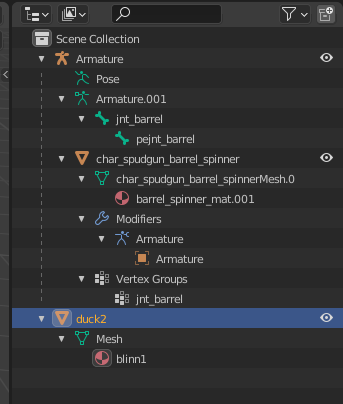 Scene Collection
Armature
Pose
Armature.001
jnt_barrel
pejnt_barrel
char_spudgun_barrel_spinner
char_spudgun_barrel_spinnerMesh.0
barrel_spinner_mat.001
Modifiers
Armature
Armature
Vertex Groups
jnt_barrel
duck2
Mesh
blinn1